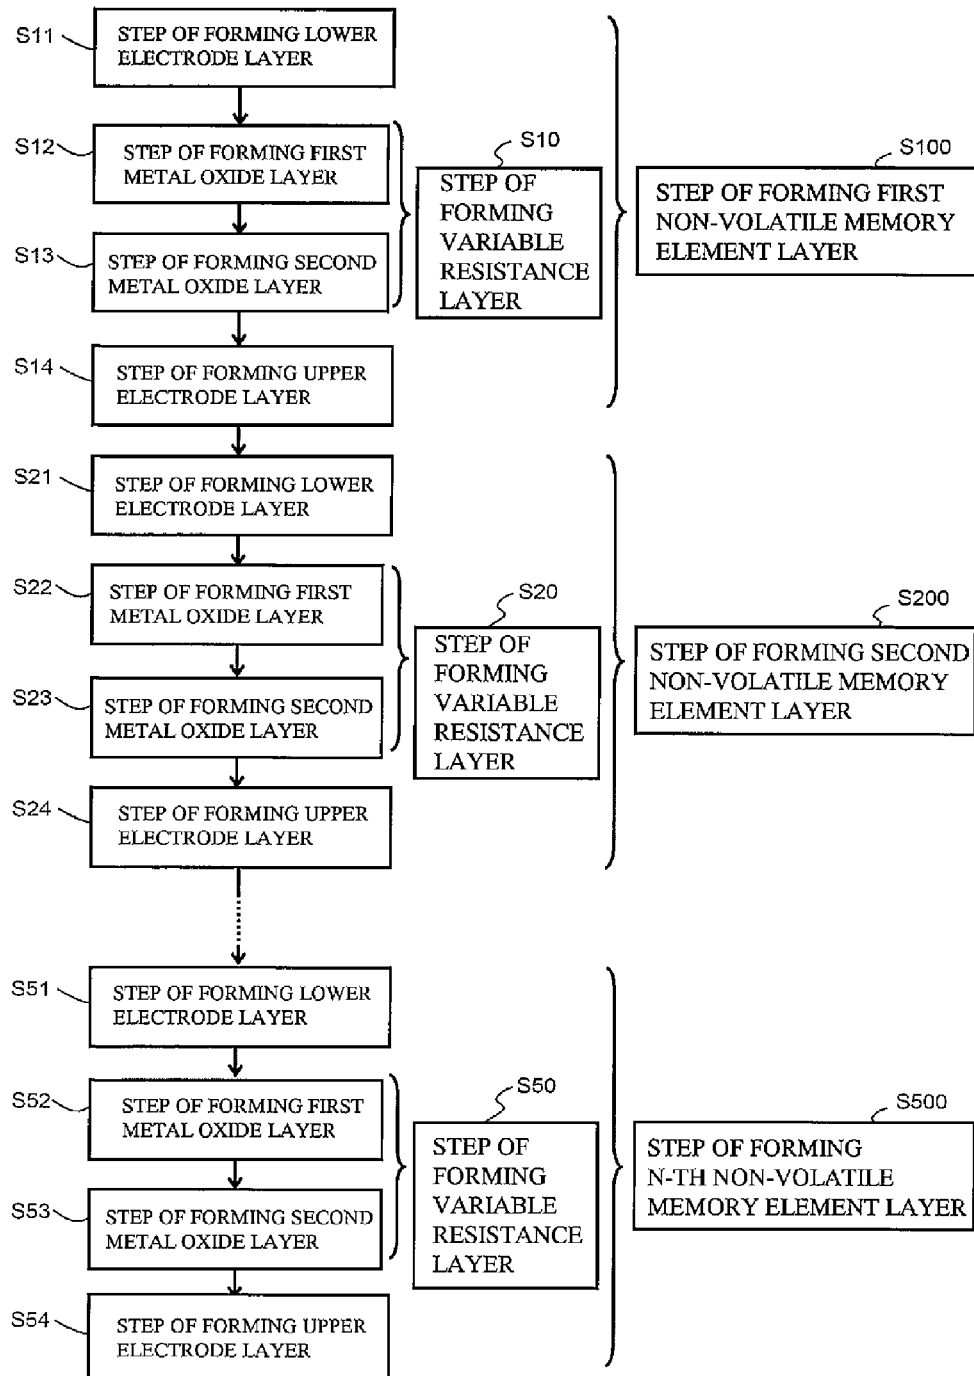 S11
STEP OF FORMING LOWER
ELECTRODE LAYER
S12
STEP OF FORMING FIRST
METAL OXIDE LAYER
S13
STEP OF FORMING SECOND
METAL OXIDE LAYER
S10
STEP OF
FORMING
VARIABLE
RESISTANCE
LAYER
S100
STEP OF FORMING FIRST
NON-VOLATILE MEMORY
ELEMENT LAYER
S14
STEP OF FORMING UPPER
ELECTRODE LAYER
S21
STEP OF FORMING LOWER
ELECTRODE LAYER
S22
STEP OF FORMING FIRST
METAL OXIDE LAYER
S23
STEP OF FORMING SECOND
METAL OXIDE LAYER
S20
STEP OF
FORMING
VARIABLE
RESISTANCE
LAYER
S200
STEP OF FORMING SECOND
NON-VOLATILE MEMORY
ELEMENT LAYER
S24
STEP OF FORMING UPPER
ELECTRODE LAYER
S51
STEP OF FORMING LOWER
ELECTRODE LAYER
S52
STEP OF FORMING FIRST
METAL OXIDE LAYER
S53
STEP OF FORMING SECOND
METAL OXIDE LAYER
S50
STEP OF
FORMING
VARIABLE
RESISTANCE
LAYER
S500
STEP OF FORMING
N-TH NON-VOLATILE
MEMORY ELEMENT LAYER
S54
STEP OF FORMING UPPER
ELECTRODE LAYER